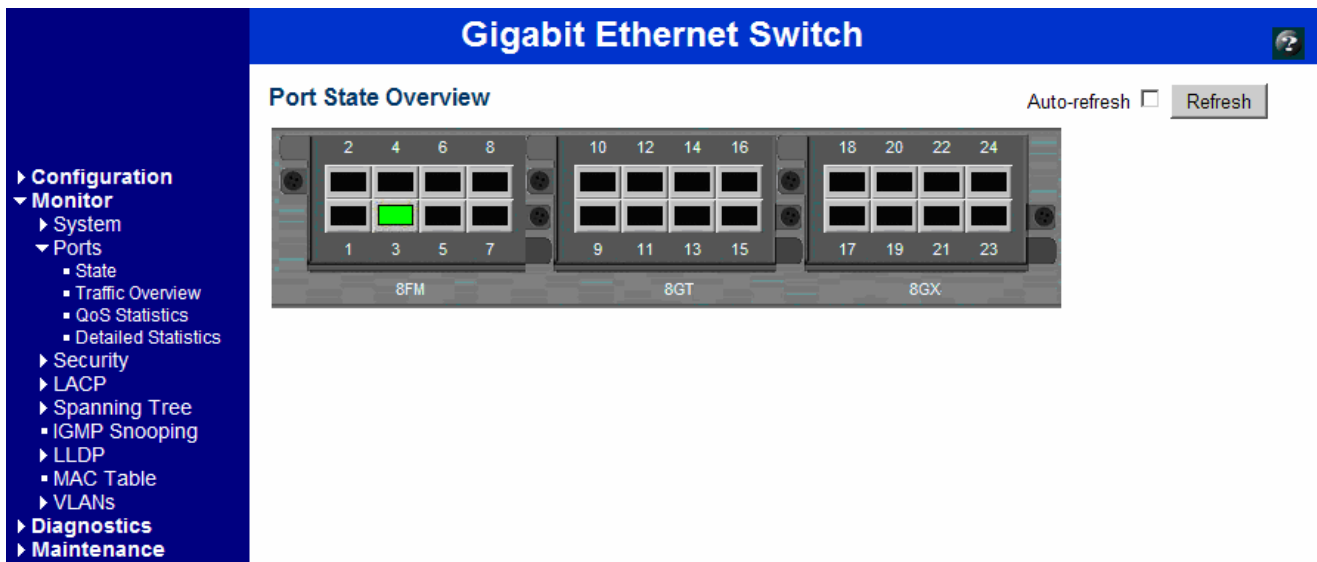 Gigabit Ethernet Switch
?
Configuration
Monitor
System
Ports
State
Traffic Overview
QoS Statistics
Detailed Statistics
Security
LACP
Spanning Tree
IGMP Snooping
LLDP
MAC Table
VLANs
Diagnostics
Maintenance
Port State Overview
Auto-refresh Refresh
2 4 6 8 10 12 14 16 18 20 22 24
1 3 5 7 9 11 13 15 17 19 21 23
8FM 8GT 8GX